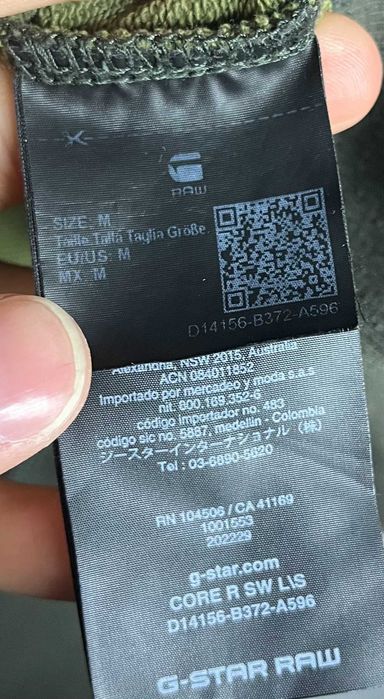 RAW
SIZE: M
Taille.Talla Taglia Größe.
EU/US: M
MX: M
D14156-B372-A596
Alexandria, NSW 2015, Australia
ACN 084011852
Importado por mercadeo y moda s.a.s
nit: 800.169.352-6
código importador no. 483
código sic no. 5887, medellin - Colombia
ジースターインターナショナル（株）
Tel : 03-6890-5620
RN 104506 / CA 41169
1001553
202229
g-star.com
CORE R SW L\S
D14156-B372-A596
G-STAR RAW